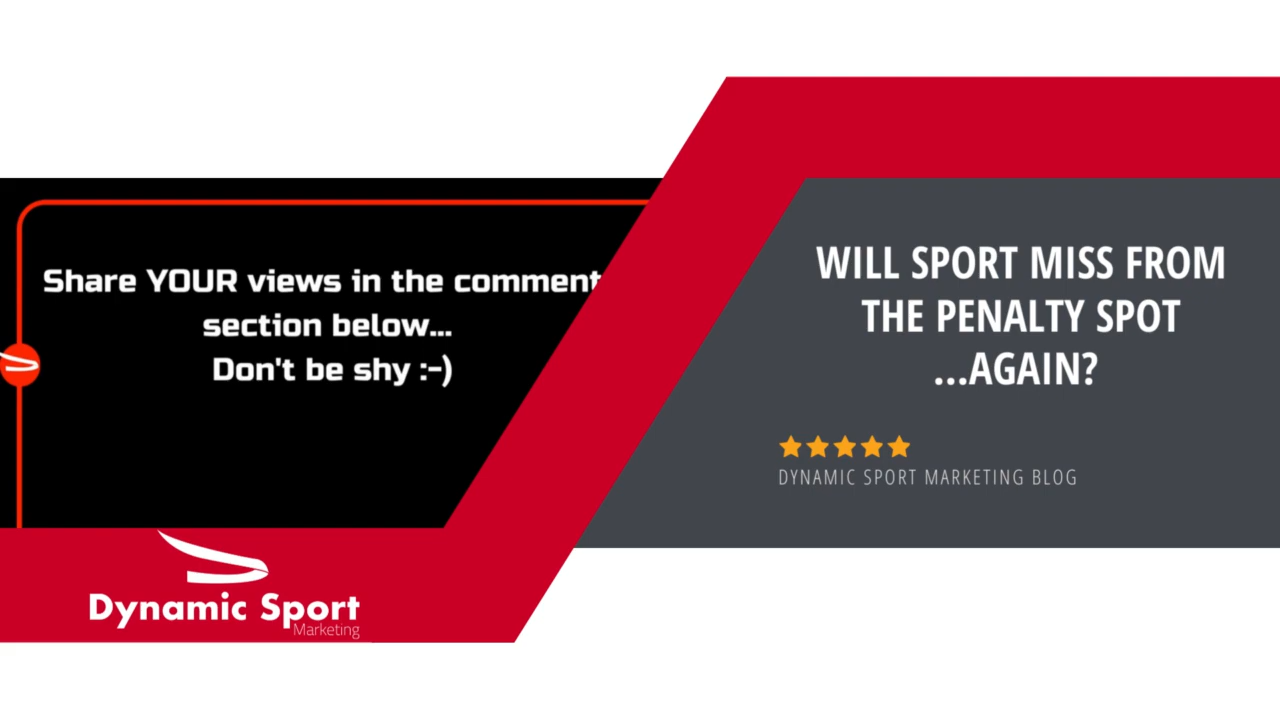 Share YOUR views in the comment
section below...
Don't be shy :-)
WILL SPORT MISS FROM
THE PENALTY SPOT
...AGAIN?
DYNAMIC SPORT MARKETING BLOG
Dynamic Sport
Marketing